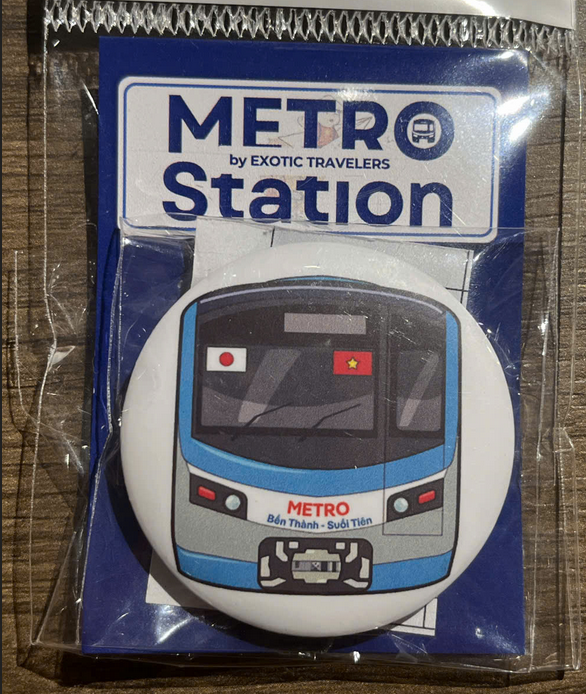 METRO
by EXOTIC TRAVELERS
Station
METRO
Bến Thành - Suối Tiên